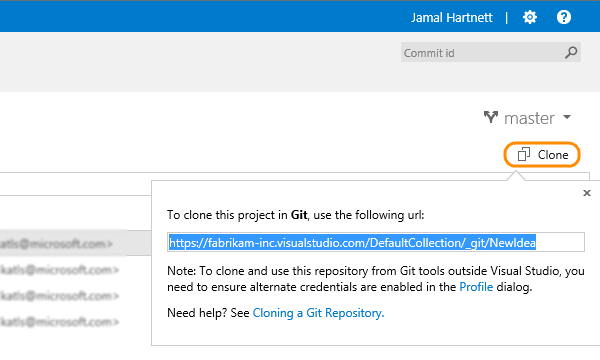 Jamal Hartnett |
Commit id
master
Clone
To clone this project in Git, use the following url:
https://fabrikam-inc.visualstudio.com/DefaultCollection/_git/NewIdea
Note: To clone and use this repository from Git tools outside Visual Studio, you
need to ensure alternate credentials are enabled in the Profile dialog.
Need help? See Cloning a Git Repository.
katls@microsoft.com>
katls@microsoft.com>
katls@microsoft.com>
katls@microsoft.com>